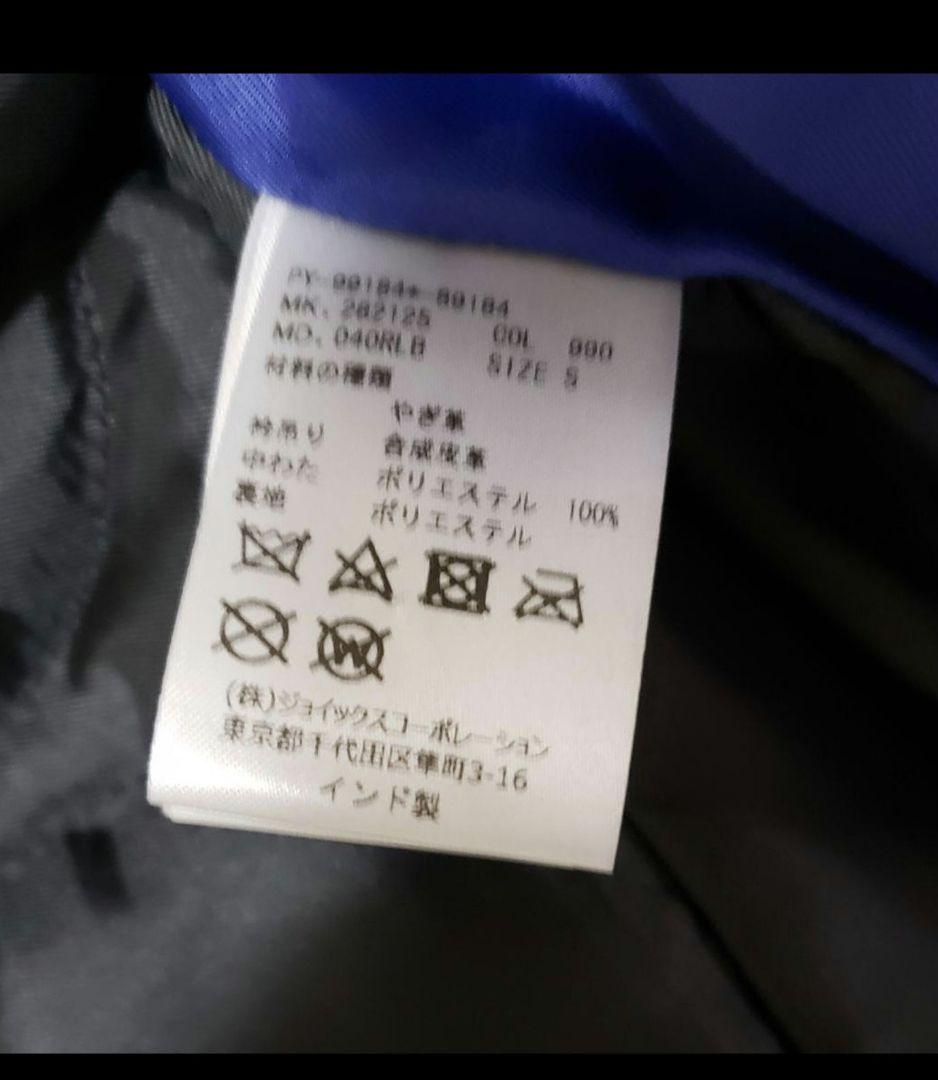 PY-99184*-89184
MK. 282125 COL 990
MD. 040RLB SIZE S
材料の種類
やぎ革
衿吊り 合成皮革
中わた ポリエステル 100%
裏地 ポリエステル
W
(株)ジョイックスコーポレーション
東京都千代田区隼町3-16
インド製